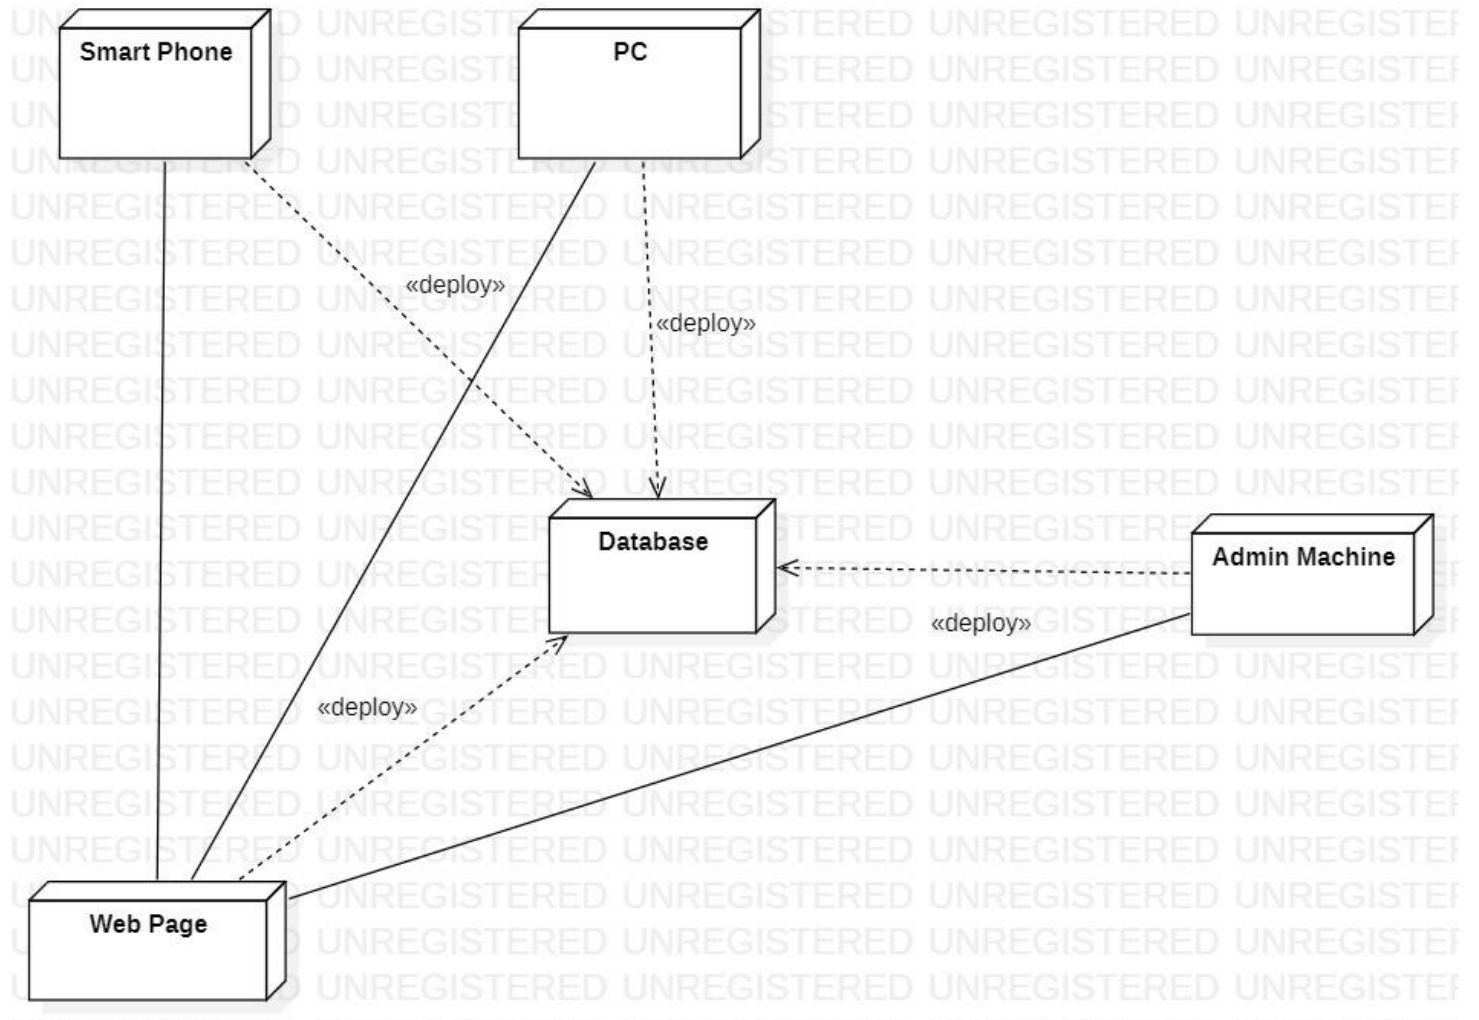 Smart Phone
PC
«deploy»
«deploy»
Database
Admin Machine
«deploy»
«deploy»
Web Page
UNREGISTERED